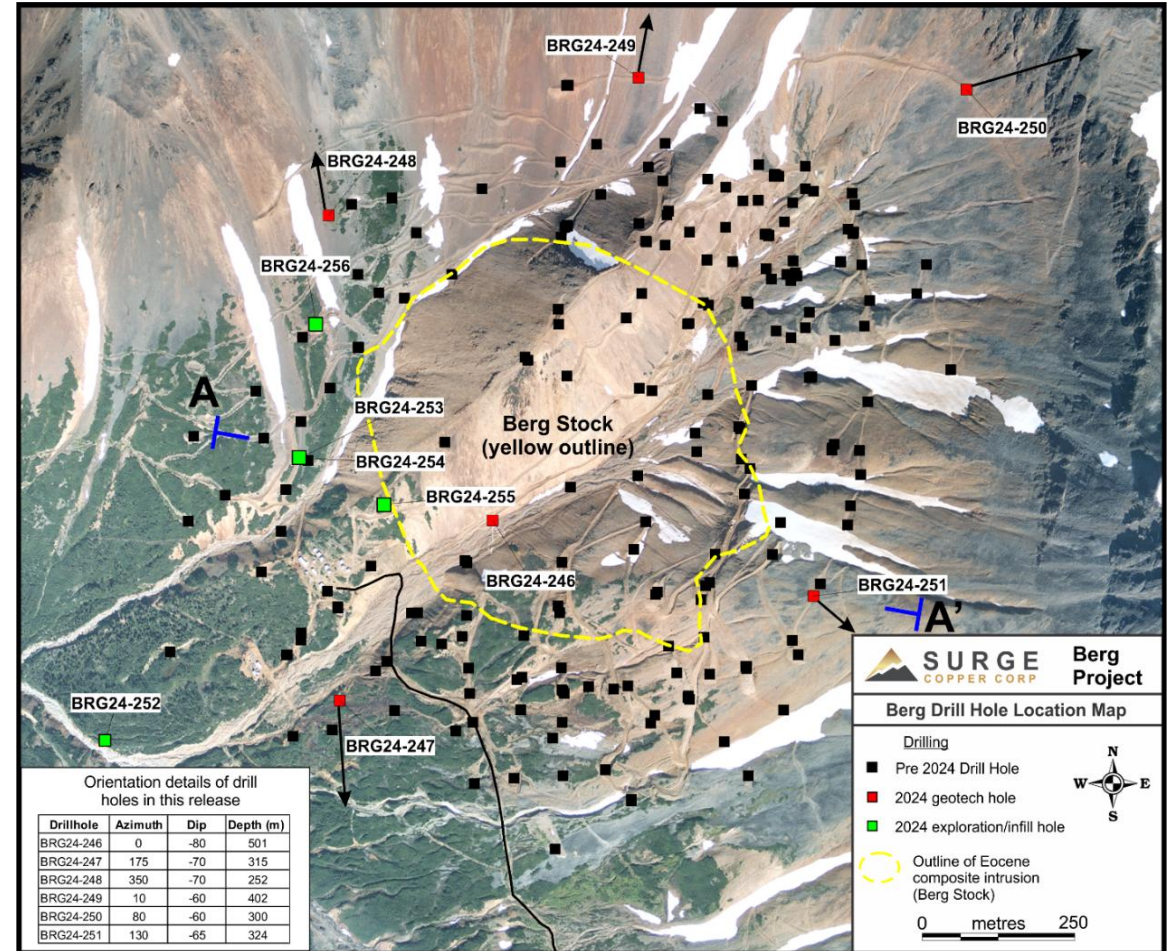 BRG24-249
BRG24-250
BRG24-248
BRG24-256
A
BRG24-253
Berg Stock
(yellow outline)
BRG24-254
BRG24-255
BRG24-246
BRG24-251
A'
BRG24-252
BRG24-247
Orientation details of drill
holes in this release
Drillhole Azimuth Dip Depth (m)
BRG24-246 0 -80 501
BRG24-247 175 -70 315
BRG24-248 350 -70 252
BRG24-249 10 -60 402
BRG24-250 80 -60 300
BRG24-251 130 -65 324
SURGE
COPPER CORP
Berg
Project
Berg Drill Hole Location Map
Drilling
Pre 2024 Drill Hole
2024 geotech hole
2024 exploration/infill hole
N
W E
S
Outline of Eocene
composite intrusion
(Berg Stock)
0 metres 250